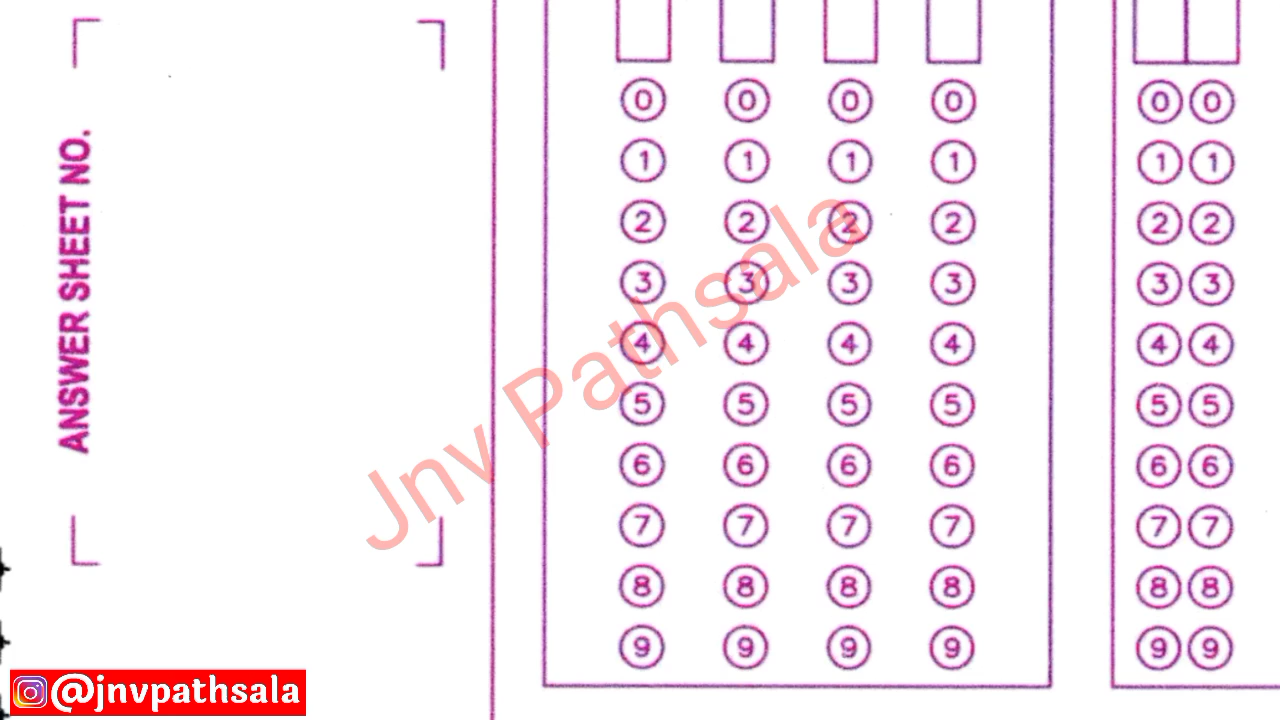 ANSWER SHEET NO.
0 0 0 0 0 0
1 1 1 1 1 1
2 2 2 2 2 2
3 3 3 3 3 3
4 4 4 4 4 4
5 5 5 5 5 5
6 6 6 6 6 6
7 7 7 7 7 7
8 8 8 8 8 8
9 9 9 9 9 9
Jnv Pathsala
@jnvpathsala